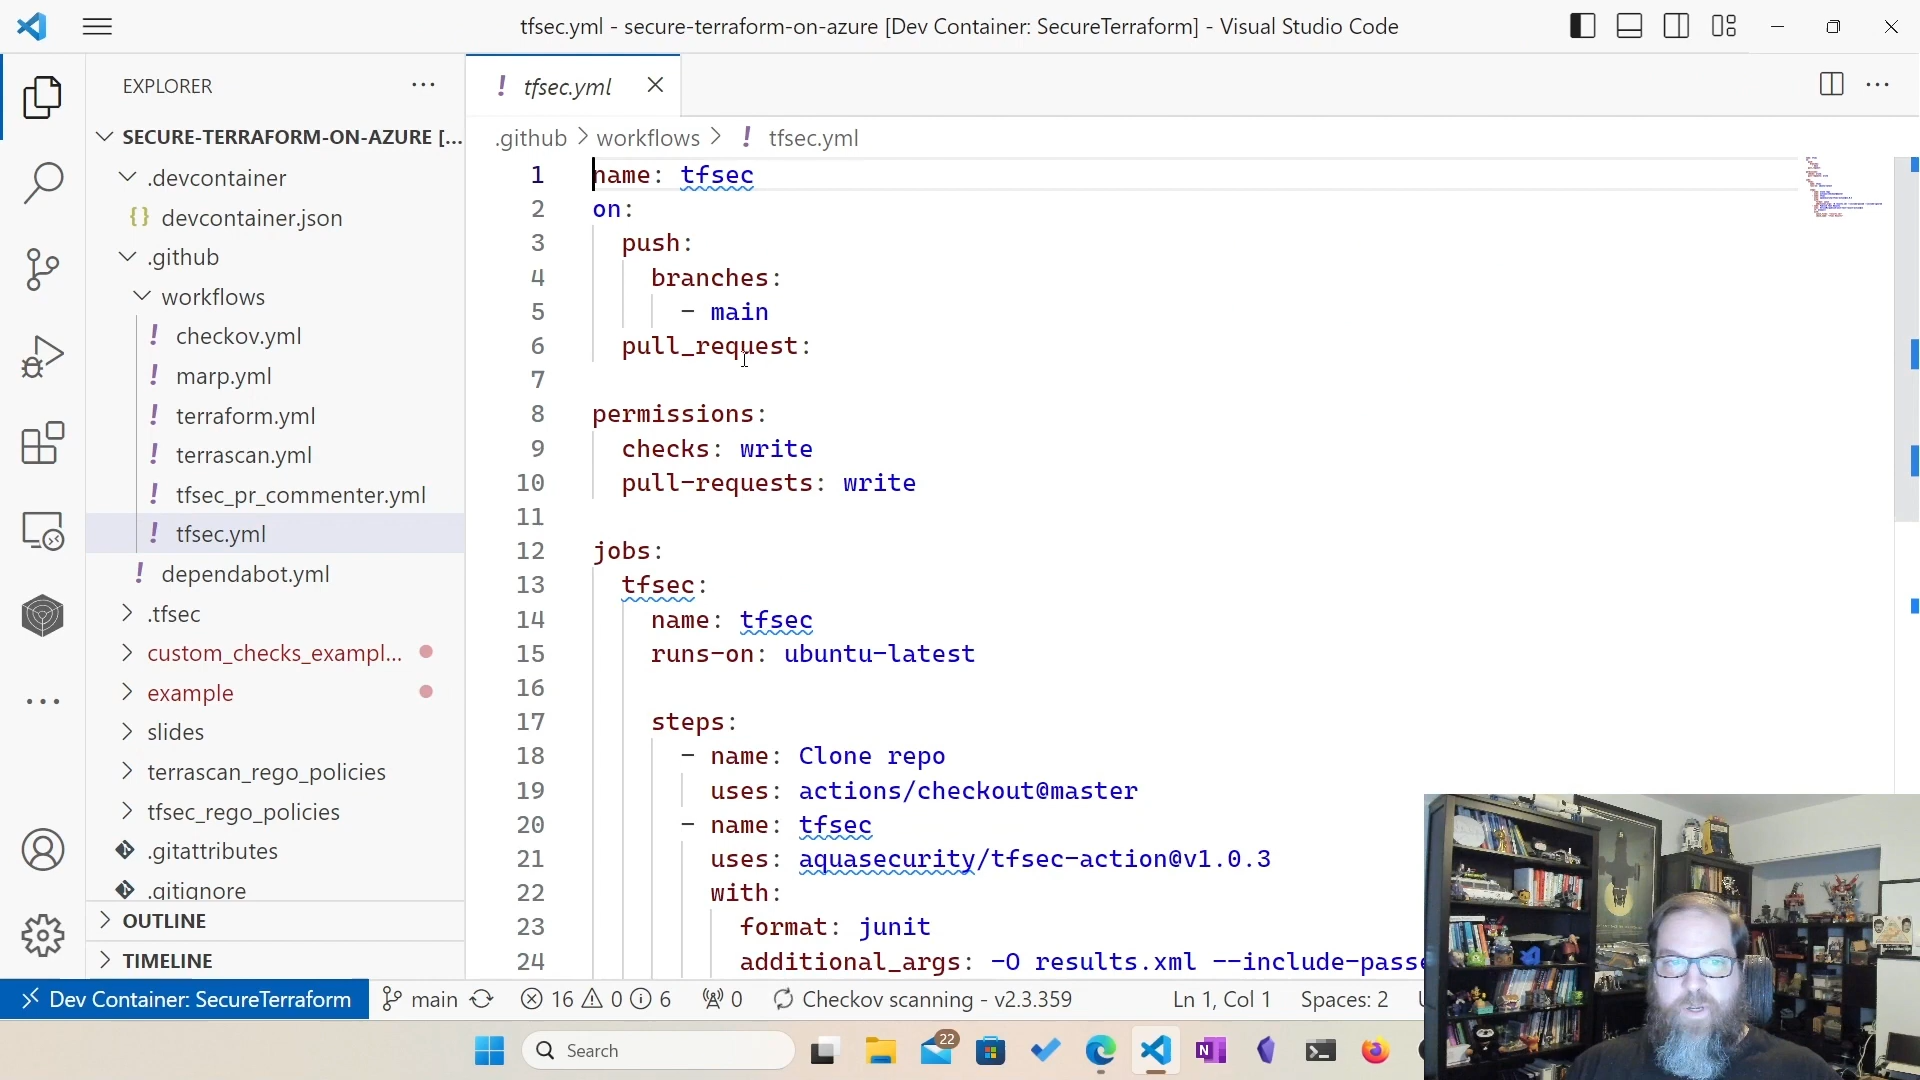 tfsec.yml - secure-terraform-on-azure [Dev Container: SecureTerraform] - Visual Studio Code
EXPLORER
SECURE-TERRAFORM-ON-AZURE [...
.devcontainer
{} devcontainer.json
.github
workflows
! checkov.yml
! marp.yml
! terraform.yml
! terrascan.yml
! tfsec_pr_commenter.yml
! tfsec.yml
! dependabot.yml
.tfsec
custom_checks_exampl...
example
slides
terrascan_rego_policies
tfsec_rego_policies
.gitattributes
.gitignore
OUTLINE
TIMELINE
! tfsec.yml
.github > workflows > ! tfsec.yml
1 name: tfsec
2 on:
3 push:
4 branches:
5 - main
6 pull_request:
7
8 permissions:
9 checks: write
10 pull-requests: write
11
12 jobs:
13 tfsec:
14 name: tfsec
15 runs-on: ubuntu-latest
16
17 steps:
18 - name: Clone repo
19 uses: actions/checkout@master
20 - name: tfsec
21 uses: aquasecurity/tfsec-action@v1.0.3
22 with:
23 format: junit
24 additional_args: -O results.xml --include-passe
Dev Container: SecureTerraform main 16 0 6 0 Checkov scanning - v2.3.359 Ln 1, Col 1 Spaces: 2
Search 22